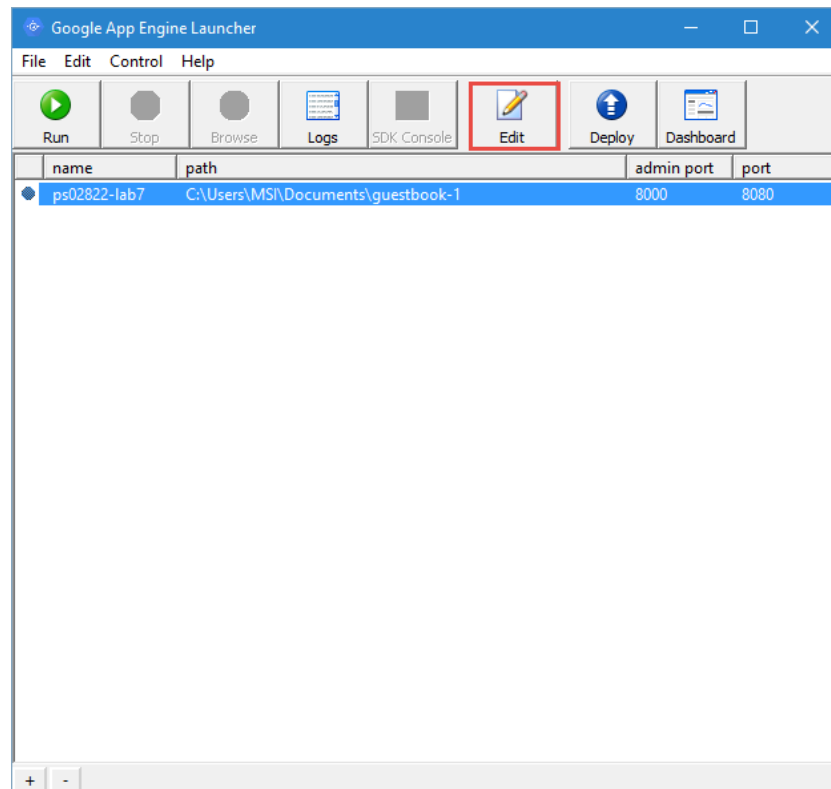 Google App Engine Launcher
File Edit Control Help
Run Stop Browse Logs SDK Console Edit Deploy Dashboard
name path admin port port
ps02822-lab7 C:\Users\MSI\Documents\guestbook-1 8000 8080
+ -